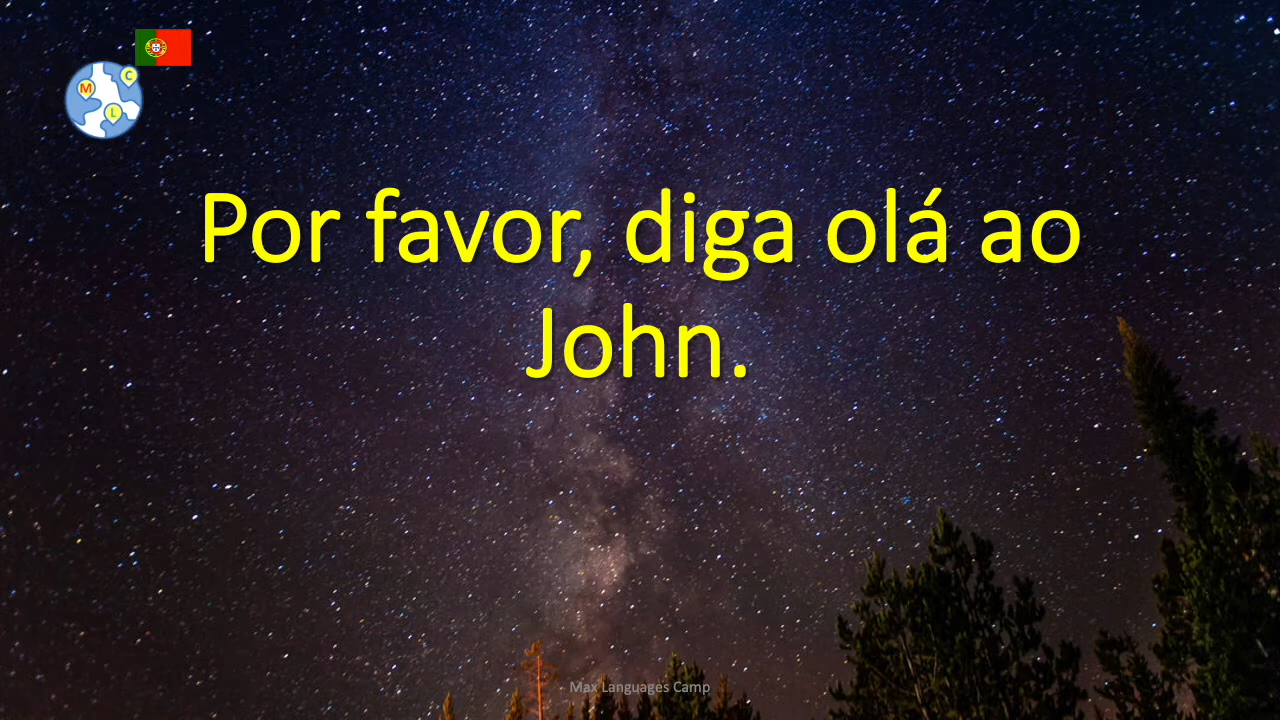 C
M
L
Por favor, diga olá ao
John.
Max Languages Camp